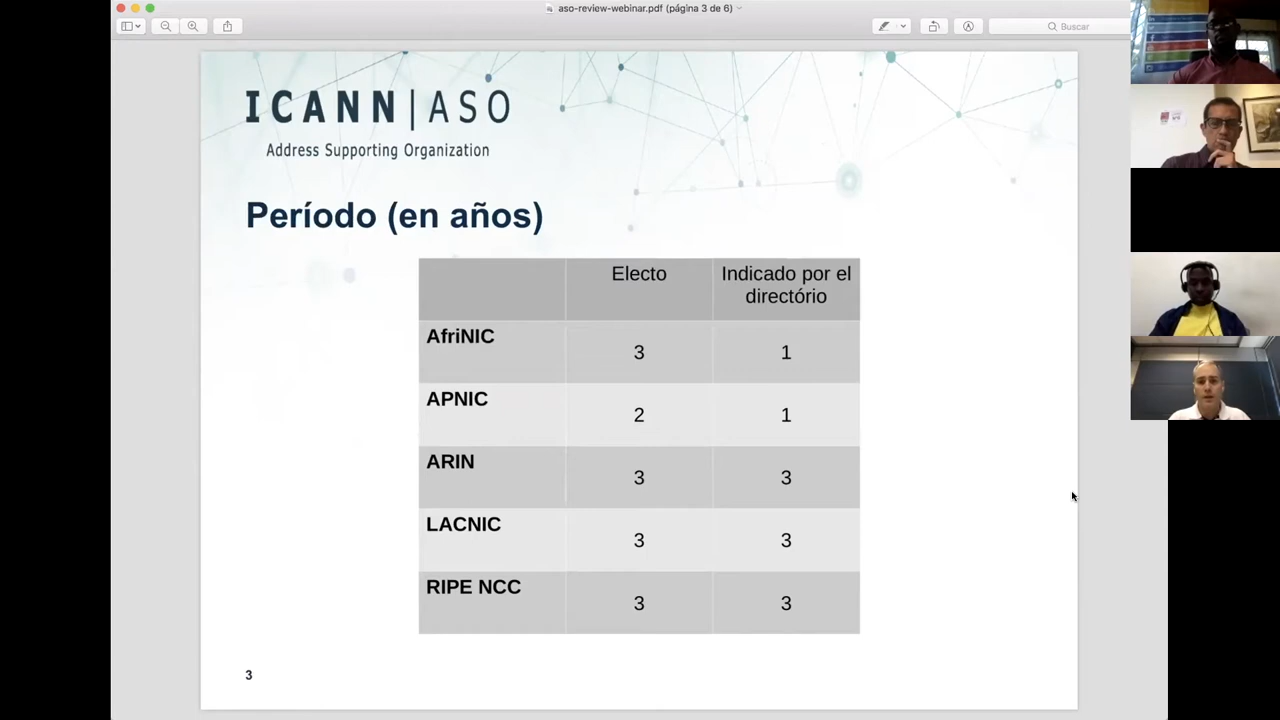 aso-review-webinar.pdf (página 3 de 6)
Buscar
ICANN|ASO
Address Supporting Organization
Período (en años)
Electo
Indicado por el
directório
AfriNIC
3
1
APNIC
2
1
ARIN
3
3
LACNIC
3
3
RIPE NCC
3
3
3